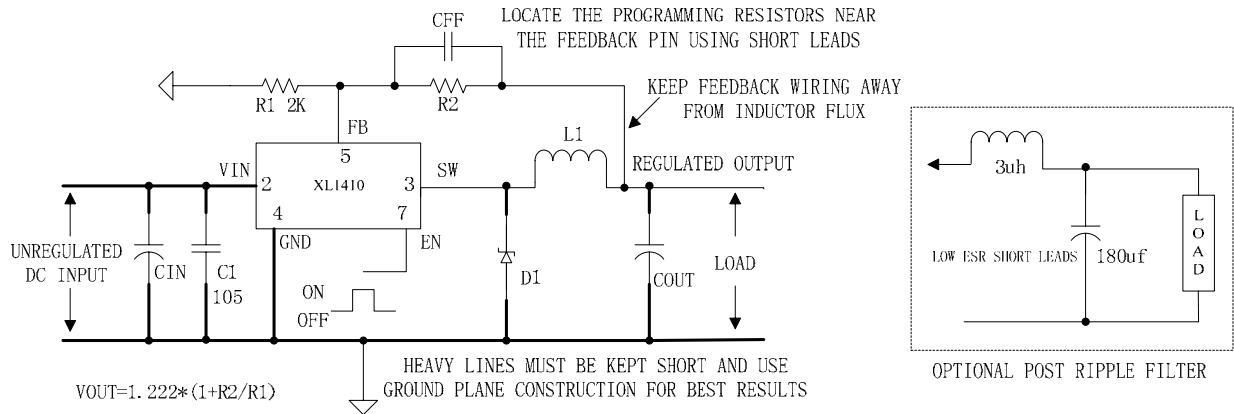 CFF
LOCATE THE PROGRAMMING RESISTORS NEAR
THE FEEDBACK PIN USING SHORT LEADS
R1 2K
R2
KEEP FEEDBACK WIRING AWAY
FROM INDUCTOR FLUX
FB
5
VIN
2
XL1410
3
SW
4
7
GND
EN
L1
REGULATED OUTPUT
UNREGULATED
DC INPUT
CIN
C1
105
ON
OFF
D1
COUT
LOAD
3uh
LOW ESR SHORT LEADS
180uf
LOAD
VOUT=1.222*(1+R2/R1)
HEAVY LINES MUST BE KEPT SHORT AND USE
GROUND PLANE CONSTRUCTION FOR BEST RESULTS
OPTIONAL POST RIPPLE FILTER